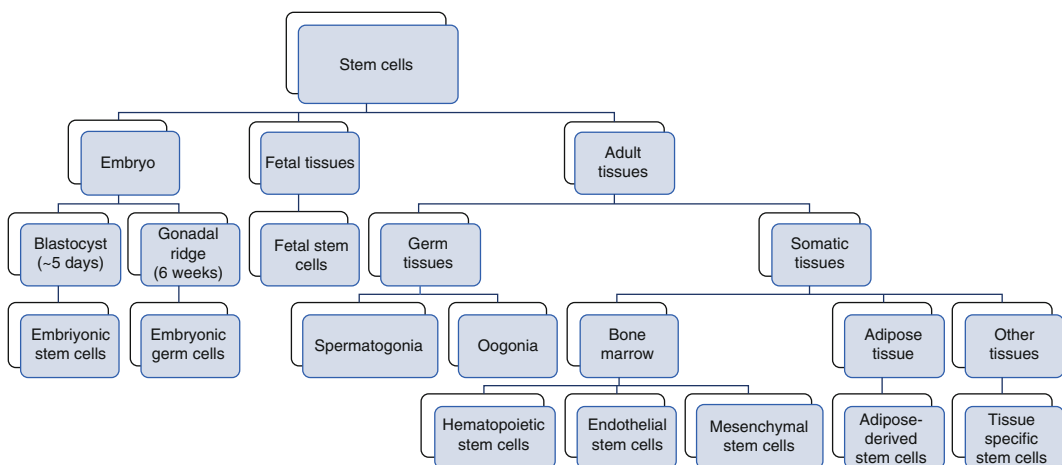 Stem cells
Embryo
Fetal tissues
Adult
tissues
Blastocyst
(~5 days)
Gonadal
ridge
(6 weeks)
Fetal stem
cells
Germ
tissues
Somatic
tissues
Embriyonic
stem cells
Embryonic
germ cells
Spermatogonia
Oogonia
Bone
marrow
Adipose
tissue
Other
tissues
Hematopoietic
stem cells
Endothelial
stem cells
Mesenchymal
stem cells
Adipose-
derived
stem cells
Tissue
specific
stem cells